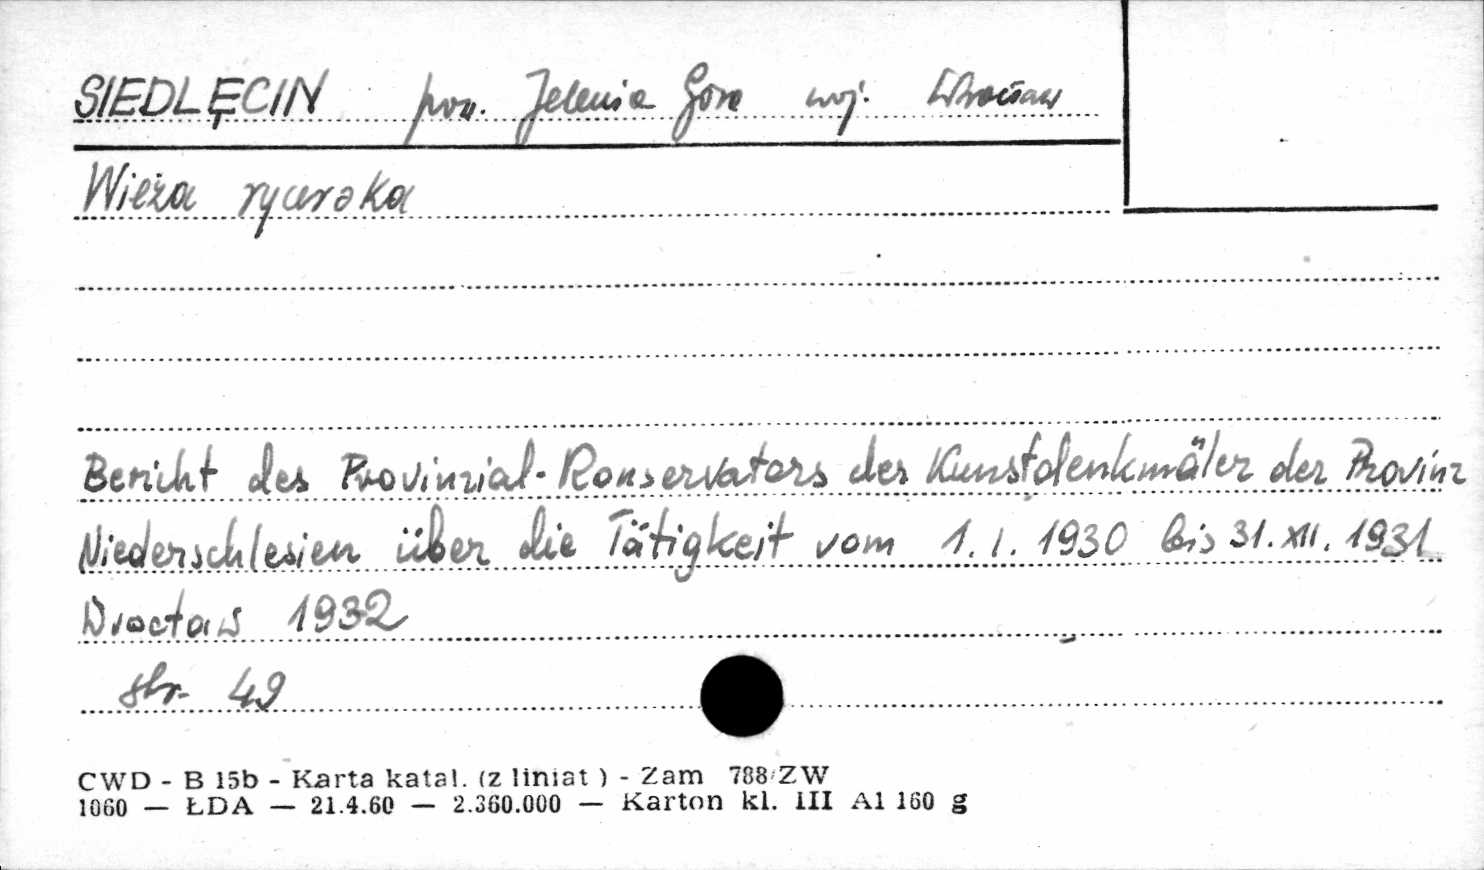 SIEDLĘCIN pow. Jelenia Góra woj. Wrocław
Wieża rycerska
Bericht des Provinzial-Konservators der Kunstdenkmäler der Provinz
Niederschlesien über die Tätigkeit vom 1.I.1930 bis 31.XII.1931
Wrocław 1932
str. 49
CWD - B 15b - Karta katal. (z liniat ) - Zam 788/ZW
1060 — ŁDA — 21.4.60 — 2.360.000 — Karton kl. III A1 160 g